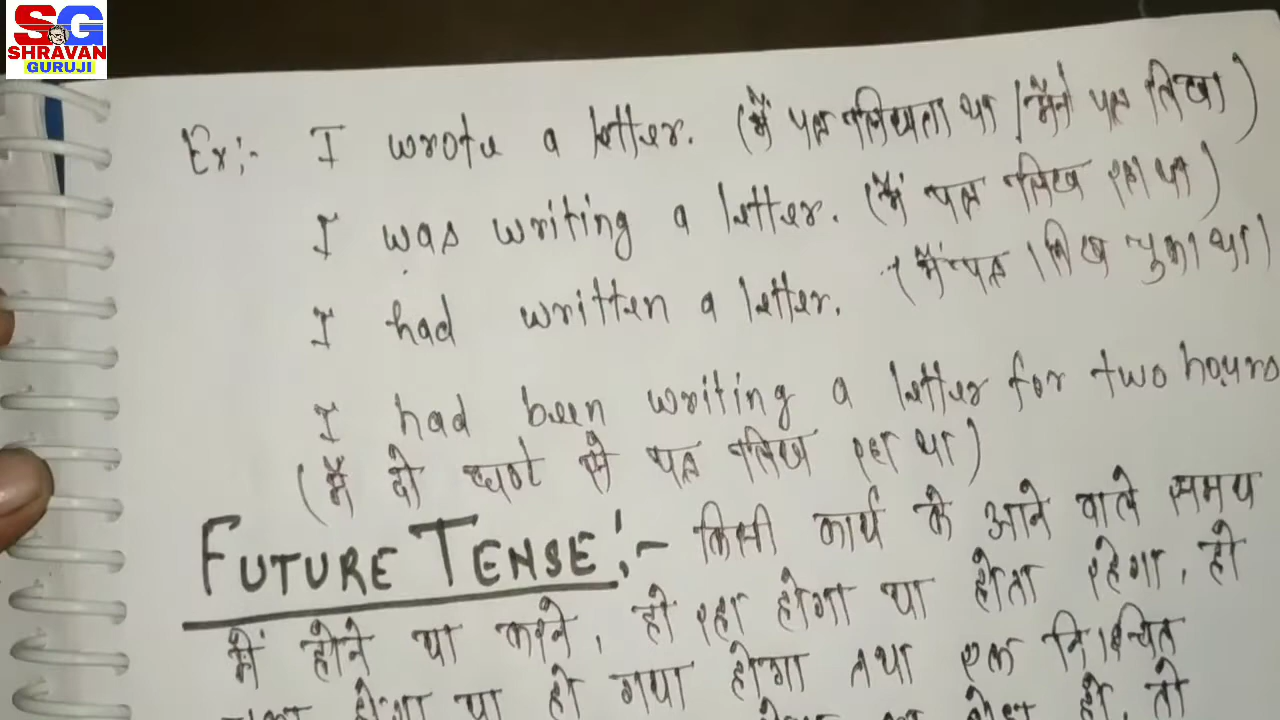 SG
SHRAVAN
GURUJI
Ex:- I wrote a letter. (मैं पत्र लिखता था / मैंने पत्र लिखा)
I was writing a letter. (मैं पत्र लिख रहा था)
I had written a letter. (मैं पत्र लिख चुका था)
I had been writing a letter for two hours
(मैं दो घण्टे से पत्र लिख रहा था)
FUTURE TENSE:- किसी कार्य के आने वाले समय
में होने या करने, हो रहा होगा या होता रहेगा, हो
चुका होगा या हो गया होगा तथा एक निश्चित
हो, तो